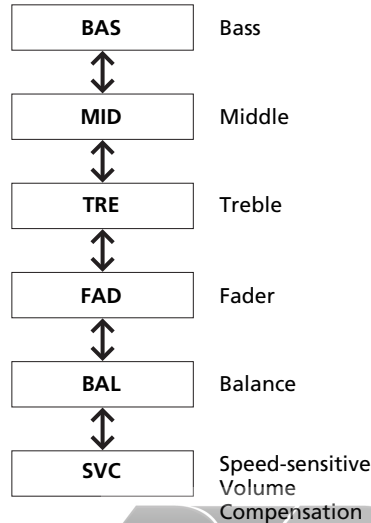 BAS Bass
MID Middle
TRE Treble
FAD Fader
BAL Balance
SVC Speed-sensitive
Volume
Compensation